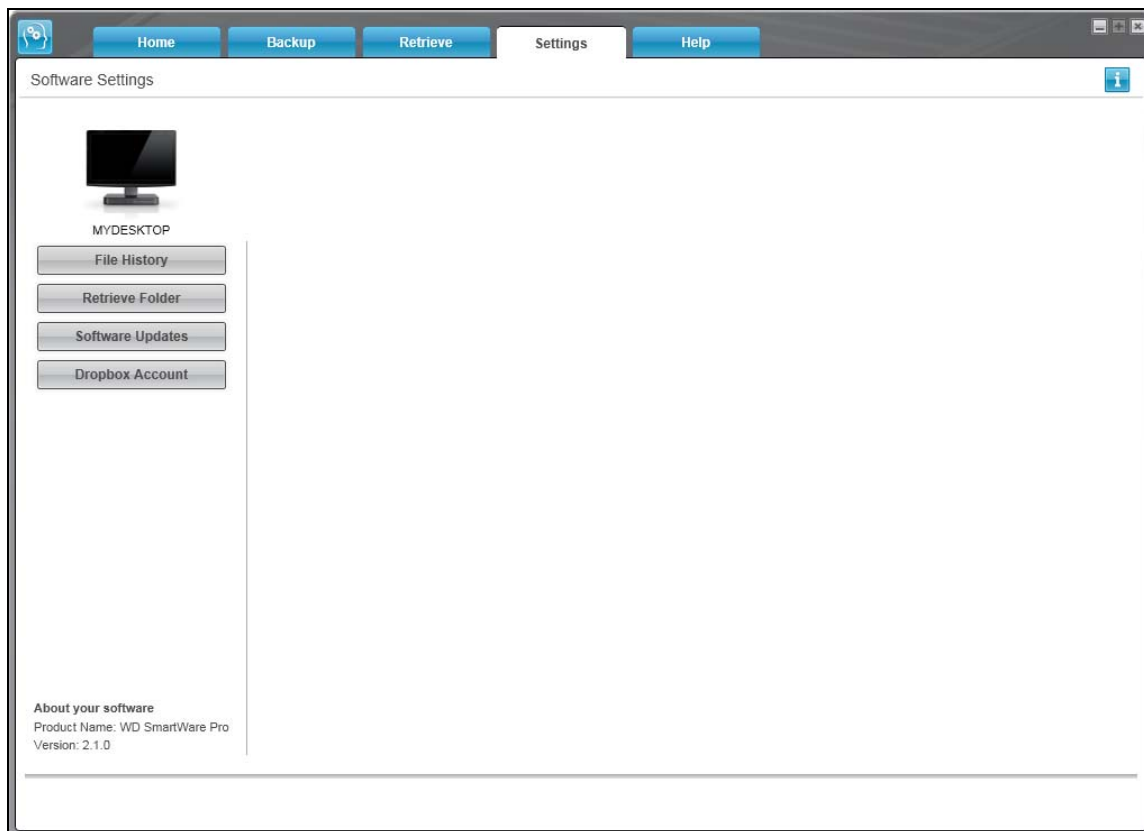 Home
Backup
Retrieve
Settings
Help
Software Settings
MYDESKTOP
File History
Retrieve Folder
Software Updates
Dropbox Account
About your software
Product Name: WD SmartWare Pro
Version: 2.1.0